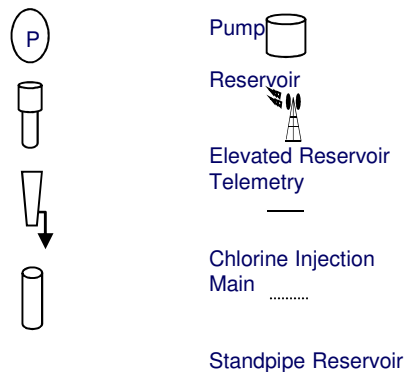 P
Pump
Reservoir
Elevated Reservoir
Telemetry
Chlorine Injection
Main
Standpipe Reservoir